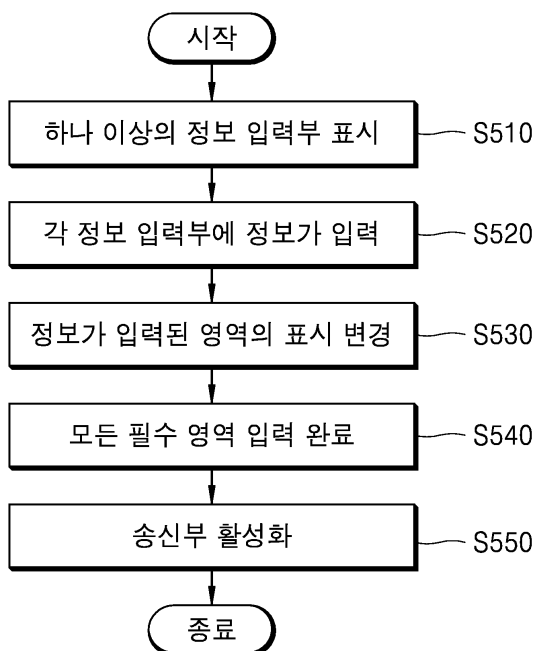 시작
하나 이상의 정보 입력부 표시
S510
각 정보 입력부에 정보가 입력
S520
정보가 입력된 영역의 표시 변경
S530
모든 필수 영역 입력 완료
S540
송신부 활성화
S550
종료